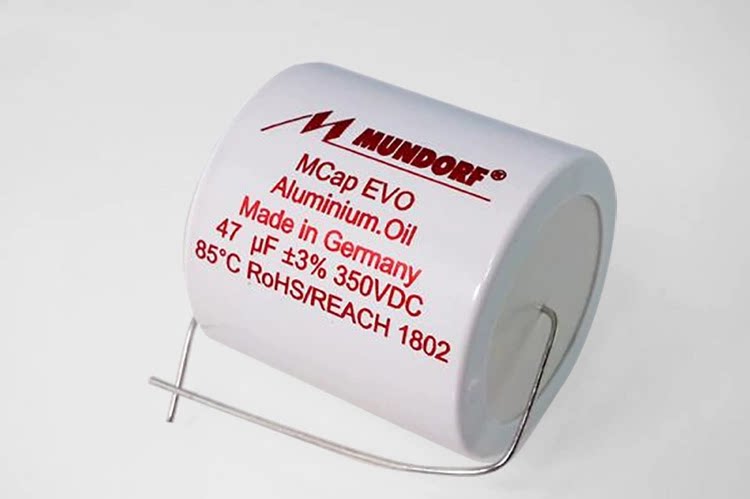 MUNDORF®
MCap EVO
Aluminium.Oil
Made in Germany
47 µF ±3% 350VDC
85°C RoHS/REACH 1802